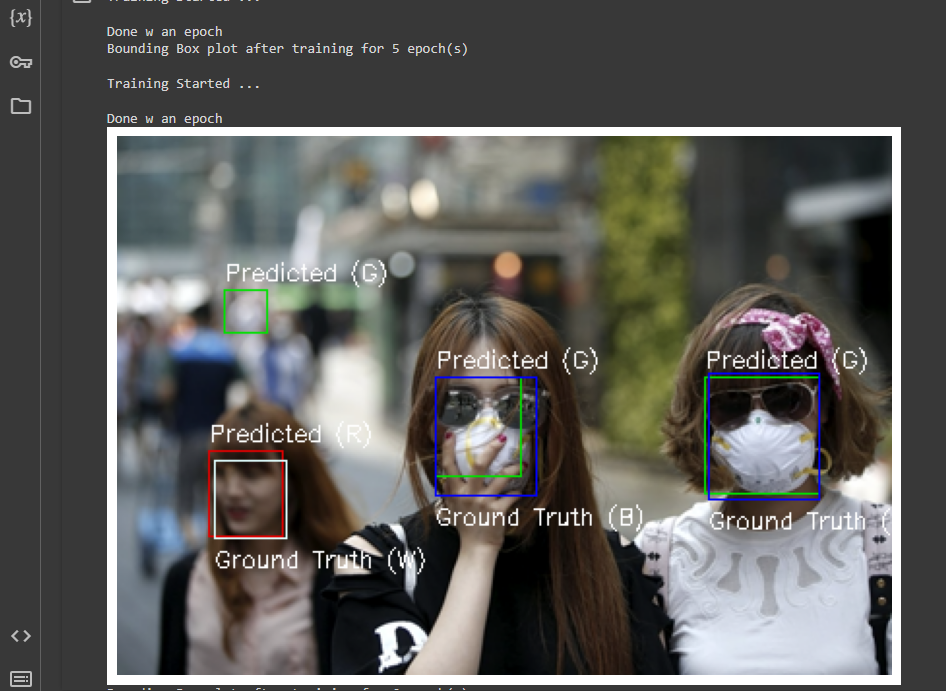 {x}
Training Started ...
Done w an epoch
Bounding Box plot after training for 5 epoch(s)
Training Started ...
Done w an epoch
Predicted (G)
Predicted (G)
Predicted (G)
Predicted (R)
Ground Truth (B)
Ground Truth (
Ground Truth (W)
D